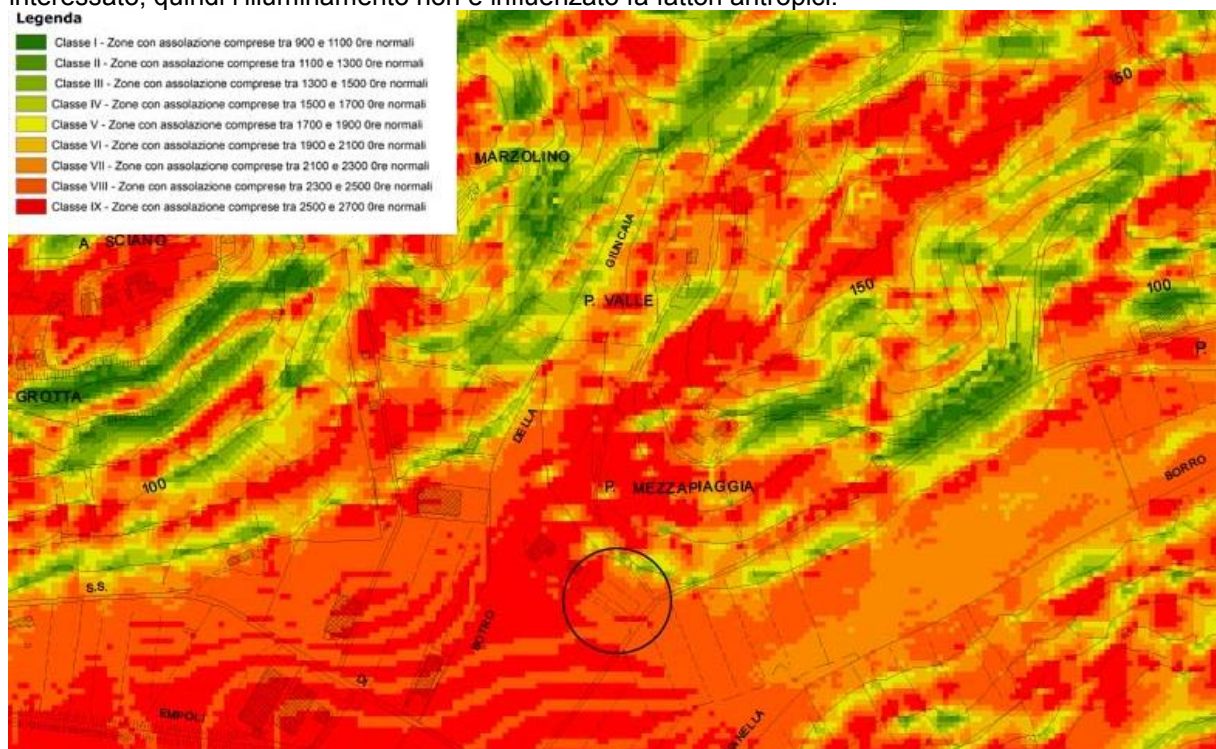 interessato, quindi l'illuminamento non è influenzato fa fattori antropici.
Legenda
Classe I - Zone con assolazione comprese tra 900 e 1100 0re normali
Classe II - Zone con assolazione comprese tra 1100 e 1300 0re normali
Classe III - Zone con assolazione comprese tra 1300 e 1500 0re normali
Classe IV - Zone con assolazione comprese tra 1500 e 1700 0re normali
Classe V - Zone con assolazione comprese tra 1700 e 1900 0re normali
Classe VI - Zone con assolazione comprese tra 1900 e 2100 0re normali
Classe VII - Zone con assolazione comprese tra 2100 e 2300 0re normali
Classe VIII - Zone con assolazione comprese tra 2300 e 2500 0re normali
Classe IX - Zone con assolazione comprese tra 2500 e 2700 0re normali
MARZOLINO
A SCIANO
GIUNCAIA
P. VALLE
150
100
P.
GROTTA
DELLA
100
P. MEZZAPIAGGIA
BORRO
S.S.
BOTRO
EMPOLI